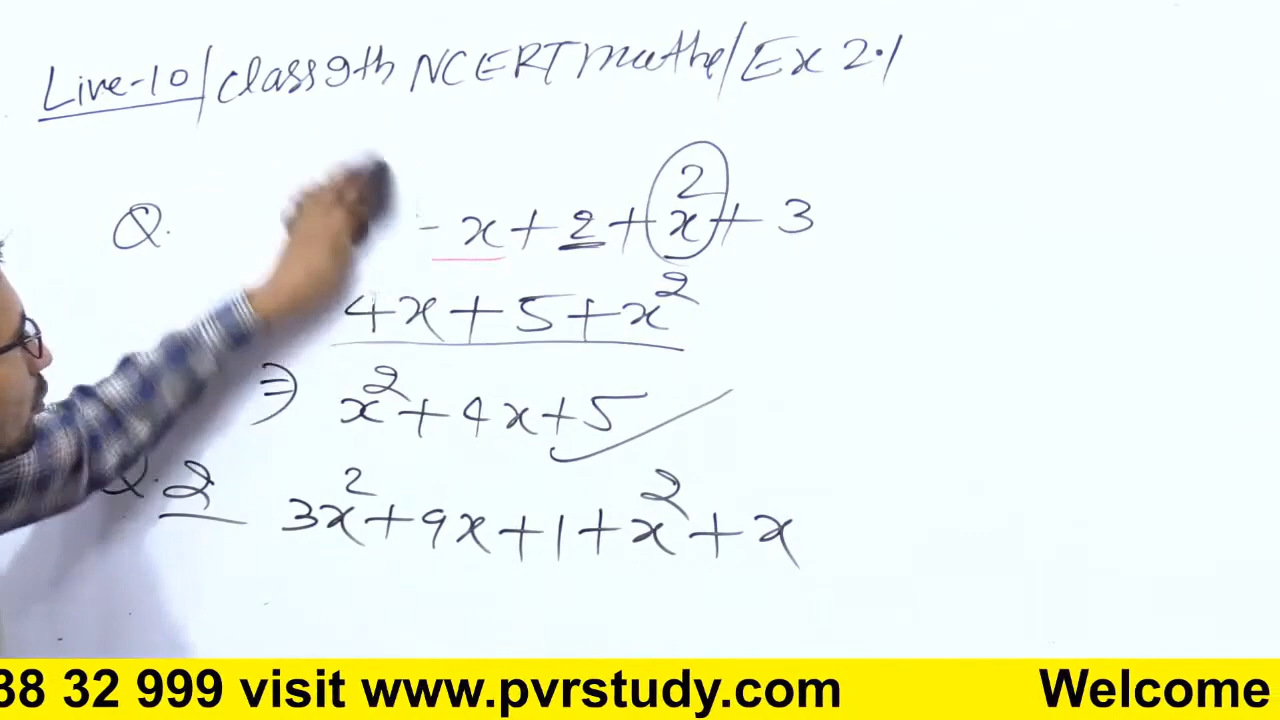 Live-10/class 9th NCERT maths/Ex 2.1
Q. - x + 2 + x² + 3
4x + 5 + x²
⇒ x² + 4x + 5
Q.2 3x² + 9x + 1 + x² + x
38 32 999 visit www.pvrstudy.com Welcome